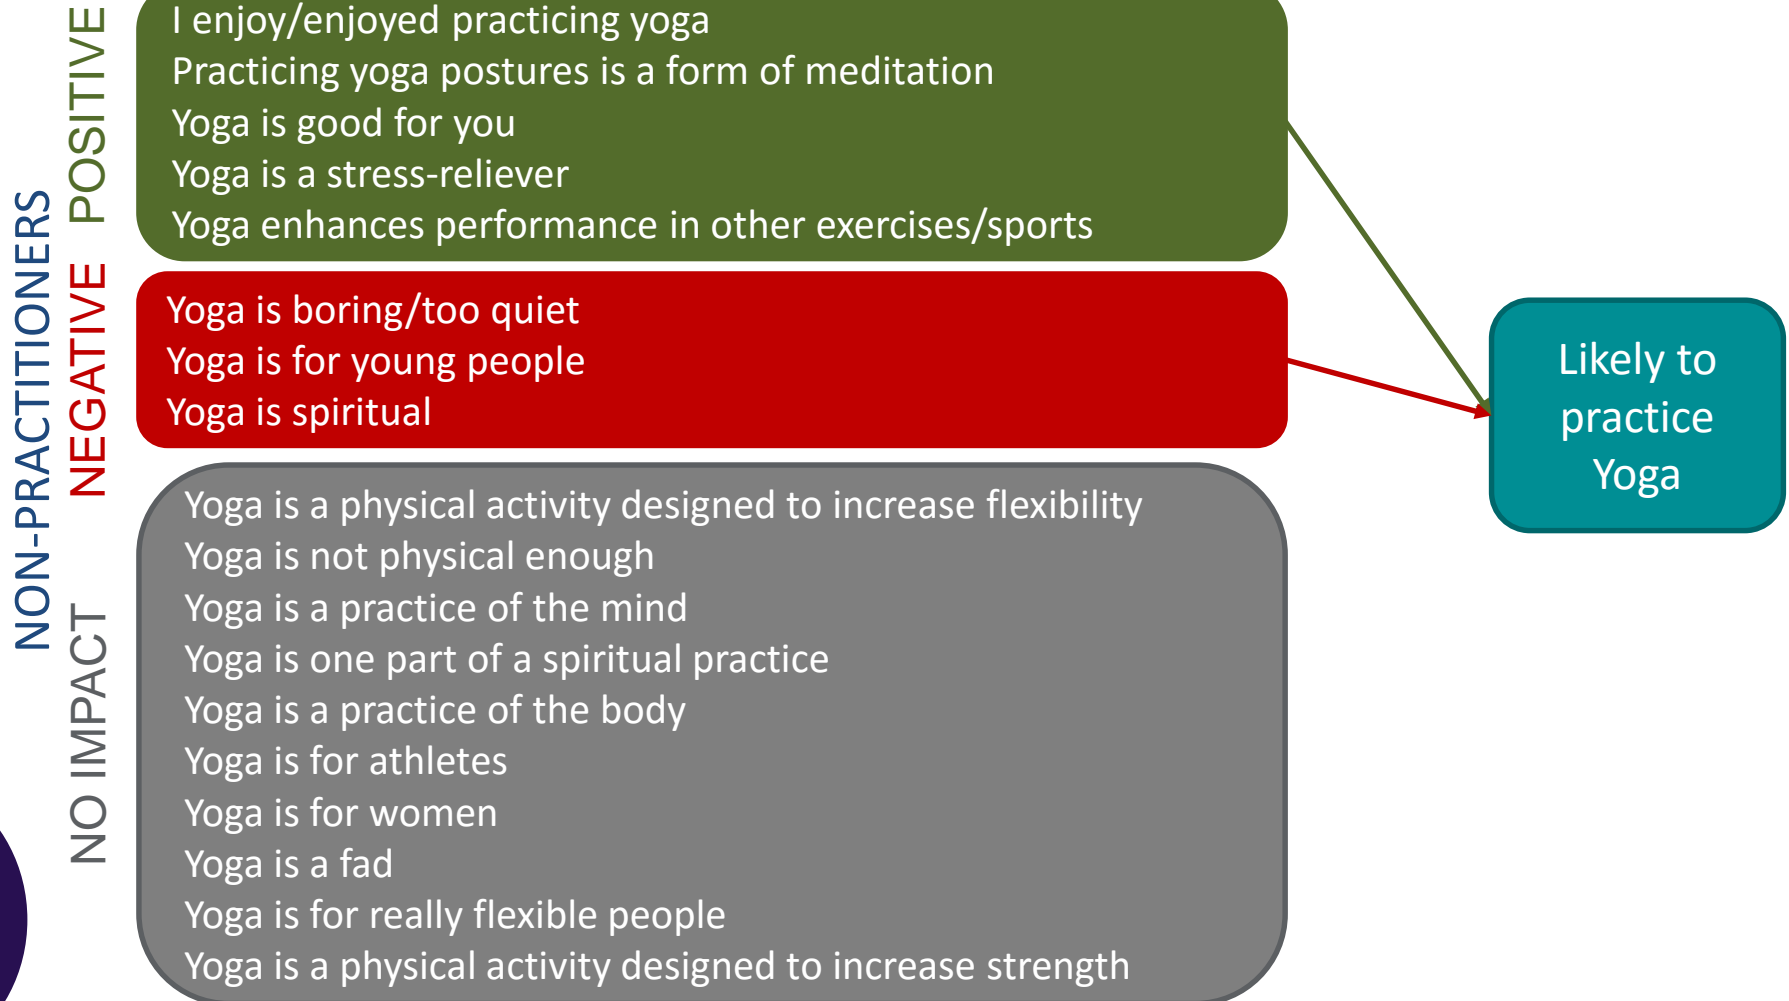 NON-PRACTITIONERS
POSITIVE
I enjoy/enjoyed practicing yoga
Practicing yoga postures is a form of meditation
Yoga is good for you
Yoga is a stress-reliever
Yoga enhances performance in other exercises/sports
NEGATIVE
Yoga is boring/too quiet
Yoga is for young people
Yoga is spiritual
NO IMPACT
Yoga is a physical activity designed to increase flexibility
Yoga is not physical enough
Yoga is a practice of the mind
Yoga is one part of a spiritual practice
Yoga is a practice of the body
Yoga is for athletes
Yoga is for women
Yoga is a fad
Yoga is for really flexible people
Yoga is a physical activity designed to increase strength
Likely to
practice
Yoga